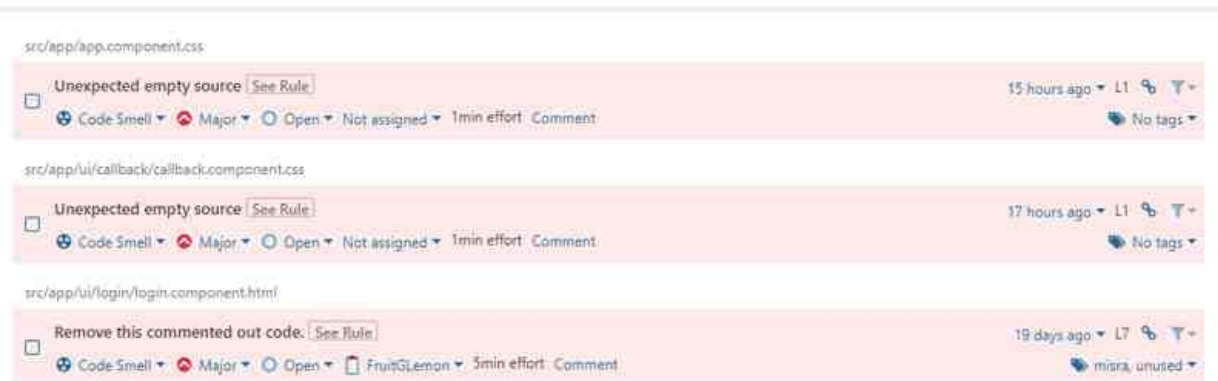 src/app/app.component.css
Unexpected empty source See Rule
15 hours ago L1
Code Smell Major Open Not assigned 1min effort Comment
No tags
src/app/ui/callback/callback.component.css
Unexpected empty source See Rule
17 hours ago L1
Code Smell Major Open Not assigned 1min effort Comment
No tags
src/app/ui/login/login.component.html
Remove this commented out code. See Rule
19 days ago L7
Code Smell Major Open FruitGLemon 5min effort Comment
misra, unused